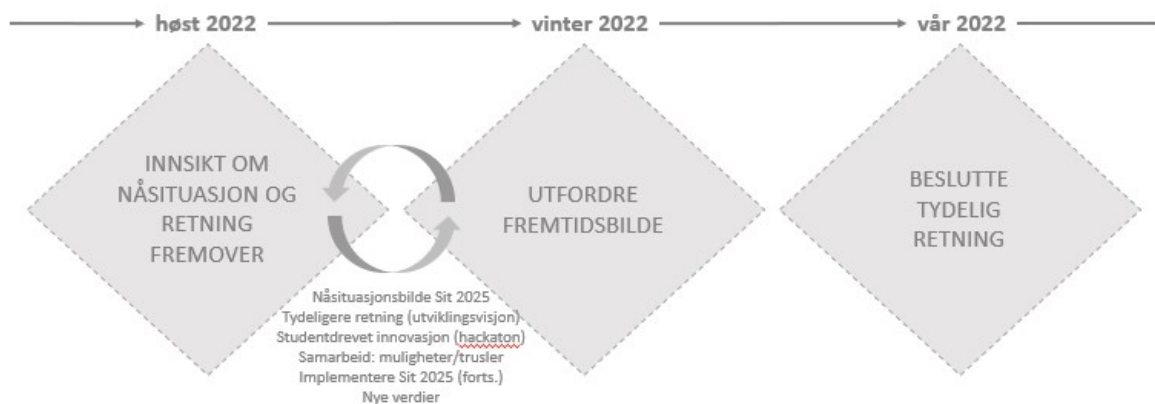 høst 2022
vinter 2022
vår 2022
INNSIKT OM
NÅSITUASJON OG
RETNING
FREMOVER
UTFORDRE
FREMTIDSBILDE
BESLUTTE
TYDELIG
RETNING
Nåsituasjonsbilde Sit 2025
Tydeligere retning (utviklingsvisjon)
Studentdrevet innovasjon (hackaton)
Samarbeid: muligheter/trusler
Implementere Sit 2025 (forts.)
Nye verdier